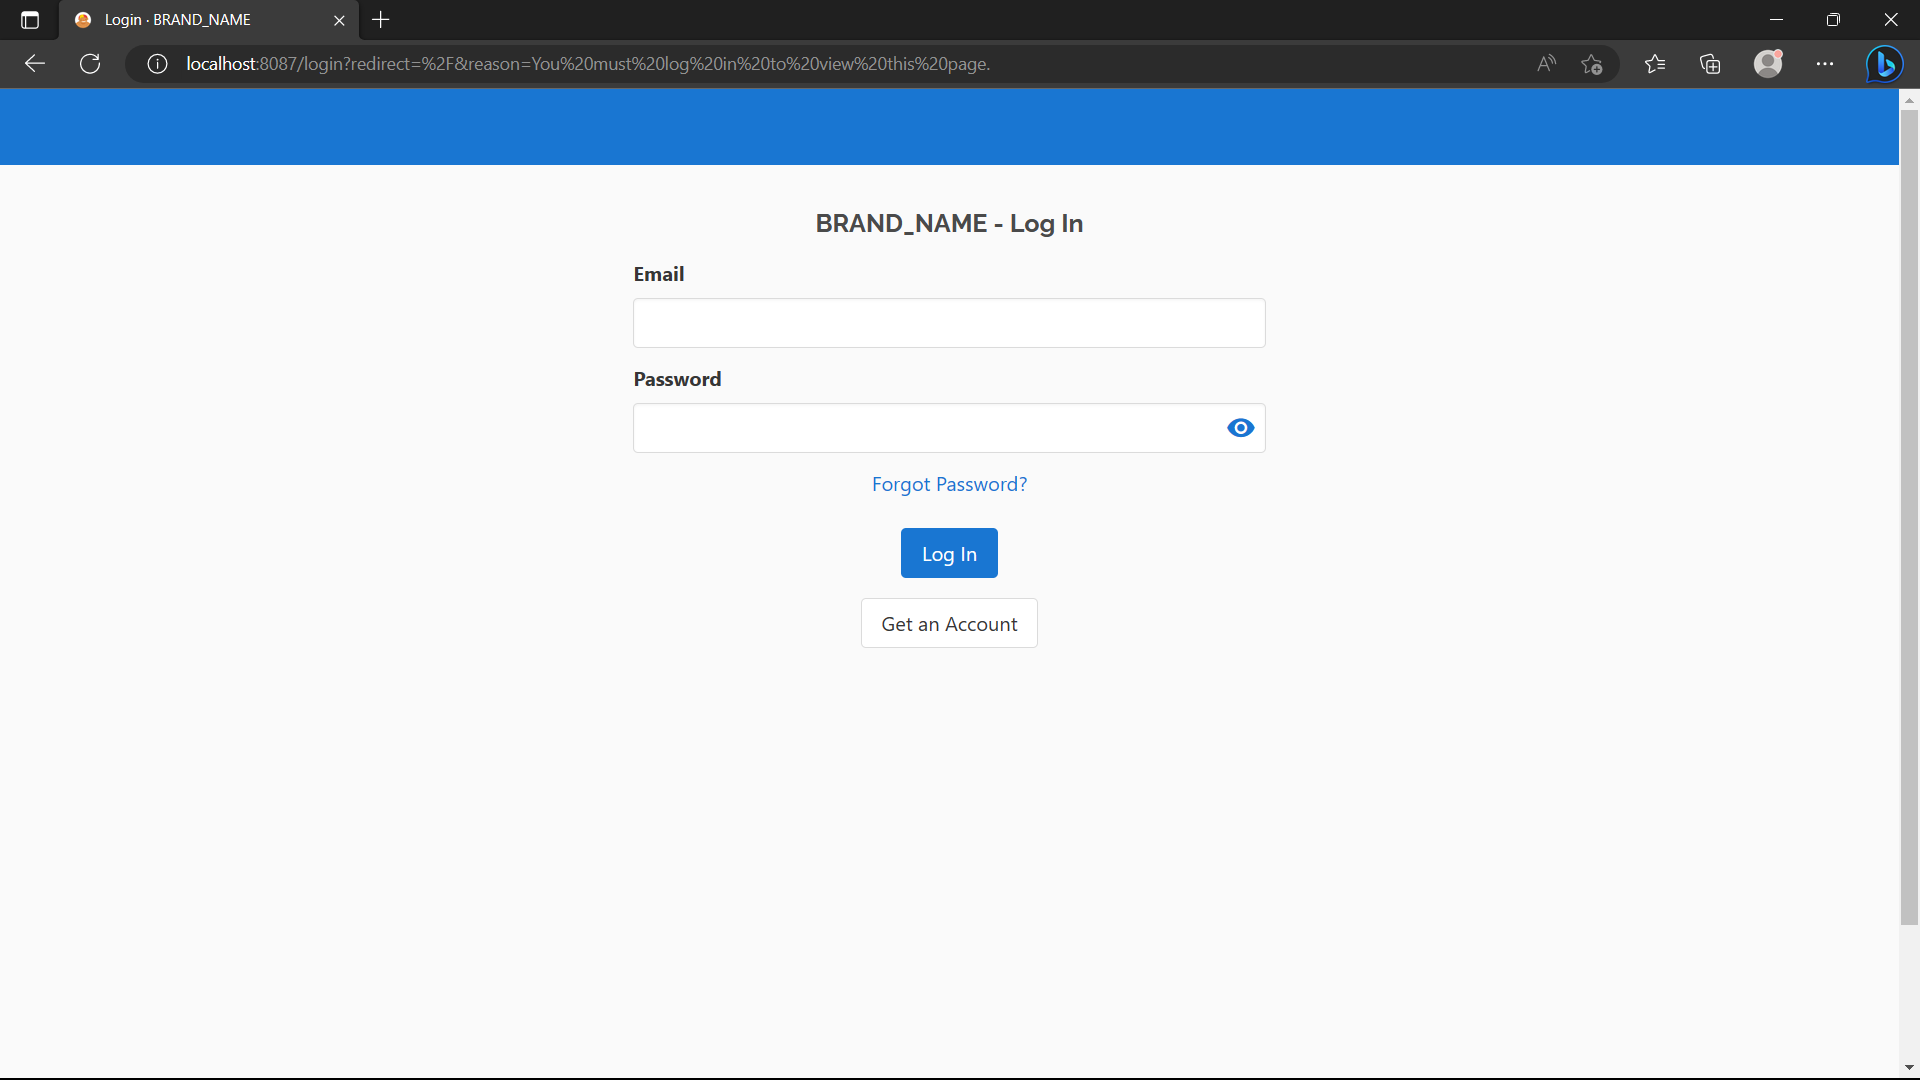 Login · BRAND_NAME
localhost:8087/login?redirect=%2F&reason=You%20must%20log%20in%20to%20view%20this%20page.
BRAND_NAME - Log In
Email
Password
Forgot Password?
Log In
Get an Account